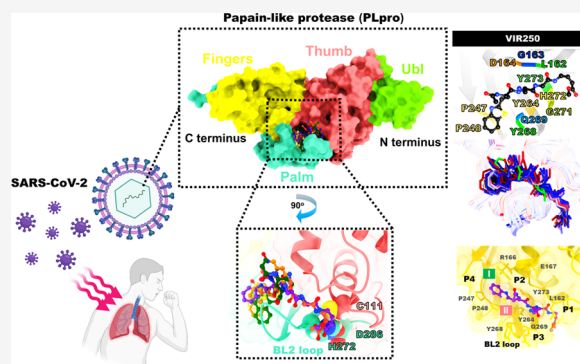 Papain-like protease (PLpro)
Fingers
Thumb
Ubl
C terminus
N terminus
Palm
SARS-CoV-2
90°
C111
D286
H272
BL2 loop
VIR250
G163
D164
L162
Y273
H272
P247
Y264
G271
P248
Q269
Y268
R166
E167
P4
I
P2
Y273
L162
P247
II
P1
P248
Y264
Q269
Y268
P3
BL2 loop